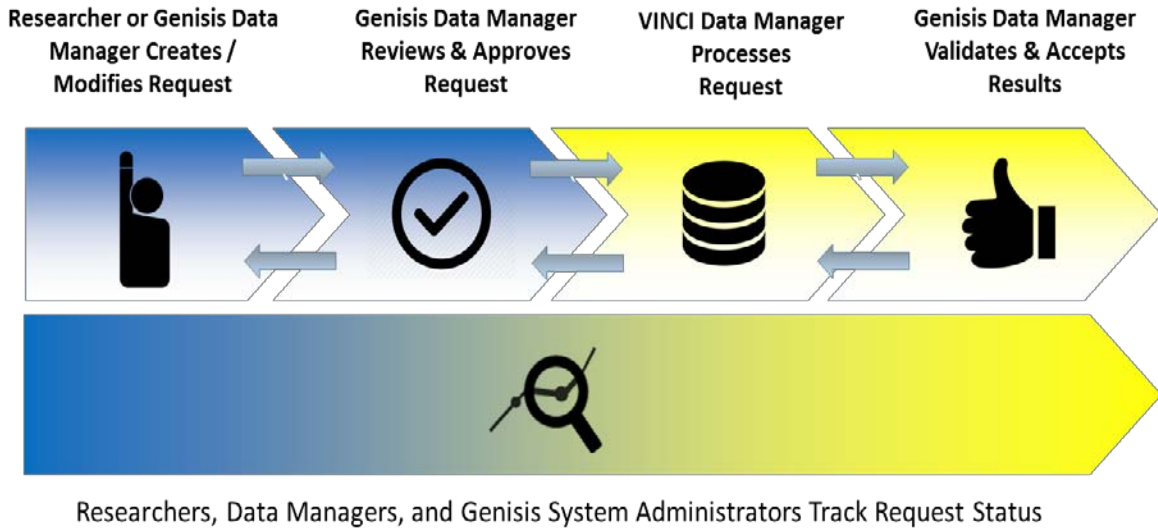 Researcher or Genisis Data
Manager Creates /
Modifies Request
Genisis Data Manager
Reviews & Approves
Request
VINCI Data Manager
Processes
Request
Genisis Data Manager
Validates & Accepts
Results
Researchers, Data Managers, and Genisis System Administrators Track Request Status